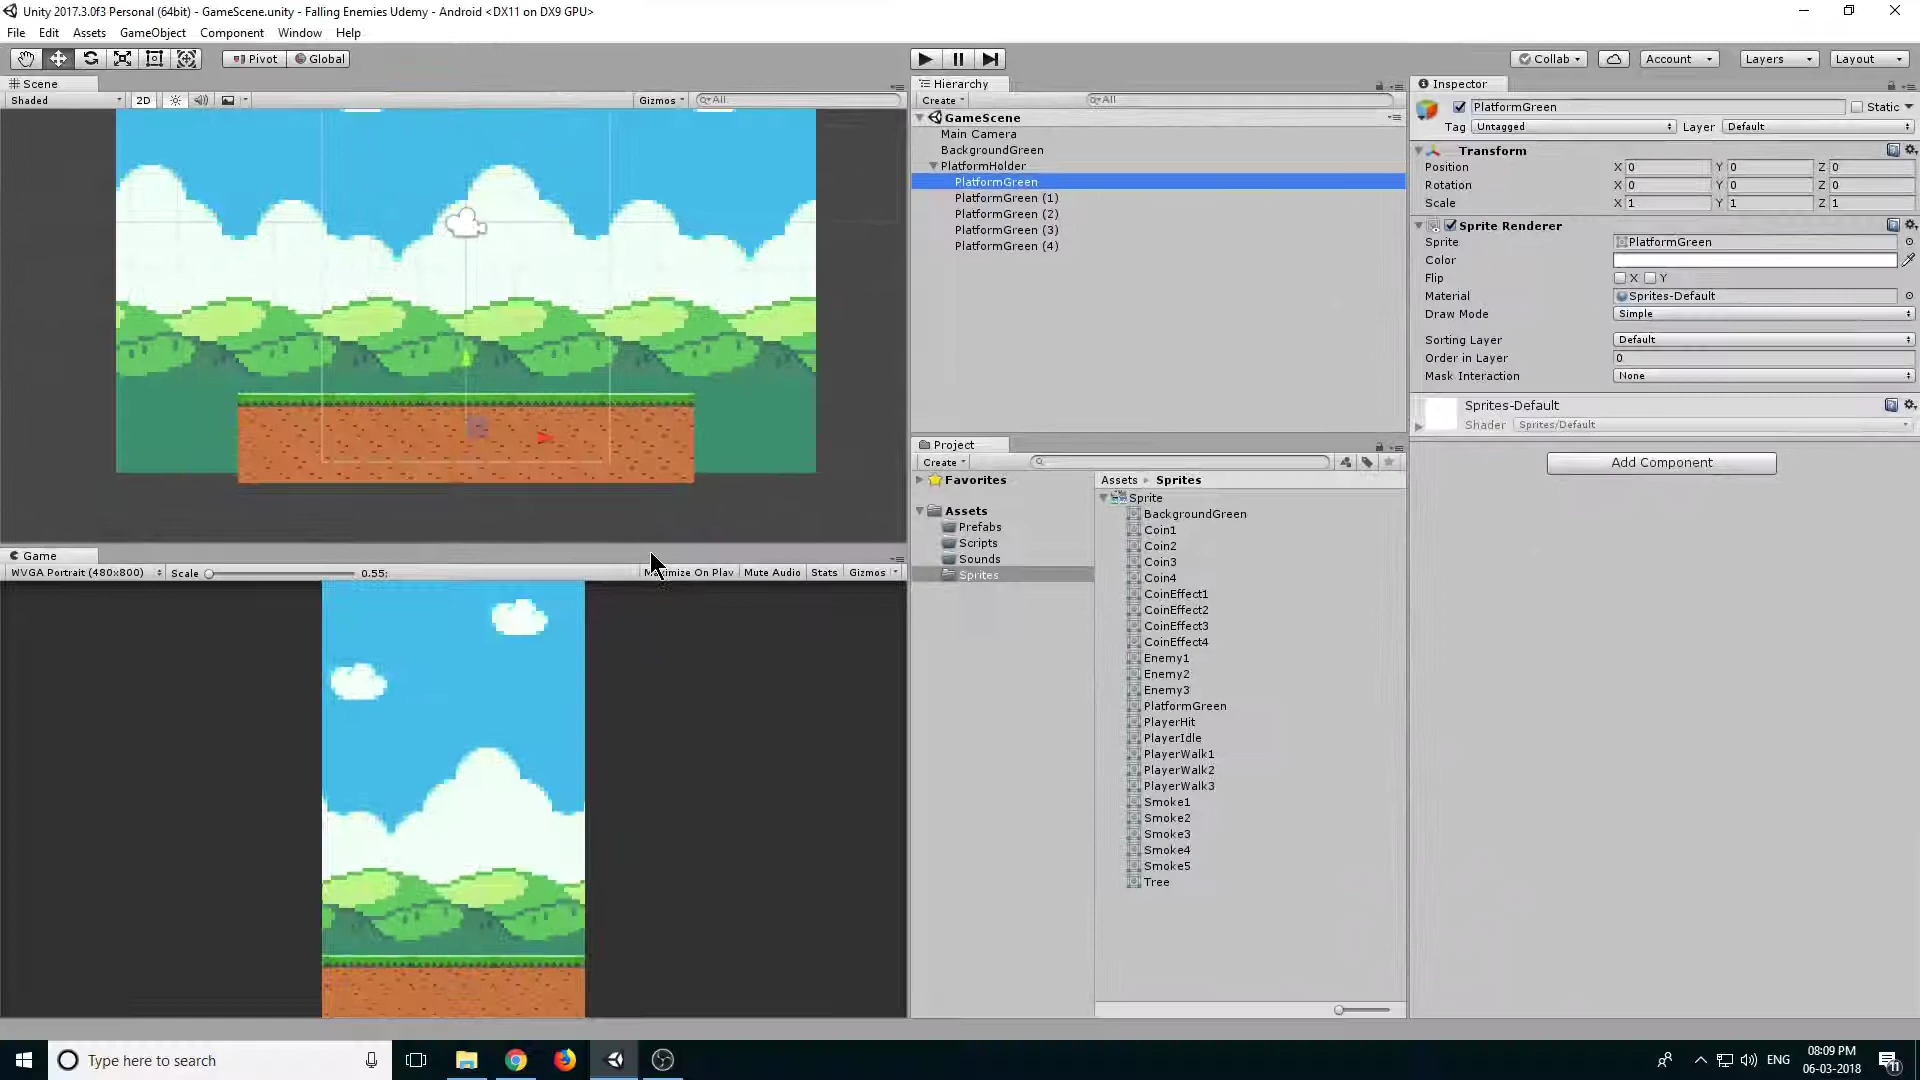 Unity 2017.3.0f3 Personal (64bit) - GameScene.unity - Falling Enemies Udemy - Android <DX11 on DX9 GPU>
File Edit Assets GameObject Component Window Help
Pivot Global
Collab Account Layers Layout
Scene
Shaded 2D Gizmos All
Hierarchy
Create All
GameScene
Main Camera
BackgroundGreen
PlatformHolder
PlatformGreen
PlatformGreen (1)
PlatformGreen (2)
PlatformGreen (3)
PlatformGreen (4)
Inspector
PlatformGreen Static
Tag Untagged Layer Default
Transform
Position X 0 Y 0 Z 0
Rotation X 0 Y 0 Z 0
Scale X 1 Y 1 Z 1
Sprite Renderer
Sprite PlatformGreen
Color
Flip X Y
Material Sprites-Default
Draw Mode Simple
Sorting Layer Default
Order in Layer 0
Mask Interaction None
Sprites-Default
Shader Sprites/Default
Add Component
Game
WVGA Portrait (480x800) Scale 0.55: Maximize On Play Mute Audio Stats Gizmos
Project
Create
Favorites
Assets
Prefabs
Scripts
Sounds
Sprites
Assets Sprites
Sprite
BackgroundGreen
Coin1
Coin2
Coin3
Coin4
CoinEffect1
CoinEffect2
CoinEffect3
CoinEffect4
Enemy1
Enemy2
Enemy3
PlatformGreen
PlayerHit
PlayerIdle
PlayerWalk1
PlayerWalk2
PlayerWalk3
Smoke1
Smoke2
Smoke3
Smoke4
Smoke5
Tree
Type here to search
ENG
08:09 PM
06-03-2018
11